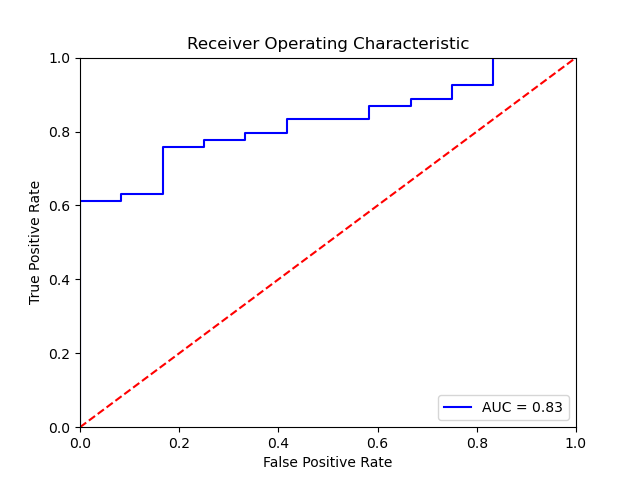 Receiver Operating Characteristic
1.0
0.8
0.6
0.4
0.2
0.0
True Positive Rate
AUC = 0.83
0.0 0.2 0.4 0.6 0.8 1.0
False Positive Rate